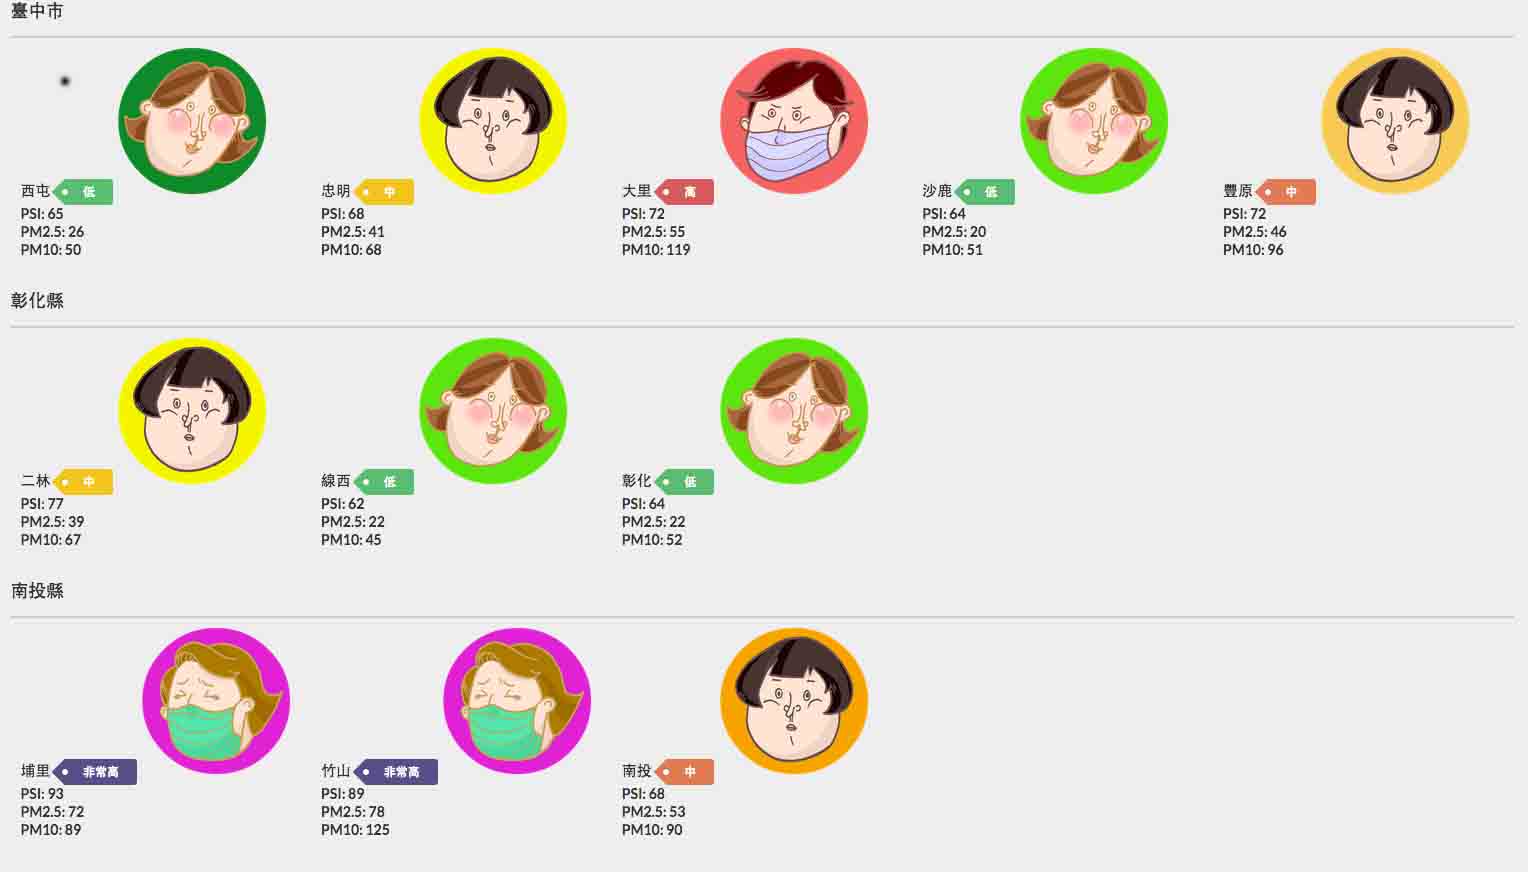 臺中市
西屯 低
PSI: 65
PM2.5: 26
PM10: 50
忠明 中
PSI: 68
PM2.5: 41
PM10: 68
大里 高
PSI: 72
PM2.5: 55
PM10: 119
沙鹿 低
PSI: 64
PM2.5: 20
PM10: 51
豐原 中
PSI: 72
PM2.5: 46
PM10: 96
彰化縣
二林 中
PSI: 77
PM2.5: 39
PM10: 67
線西 低
PSI: 62
PM2.5: 22
PM10: 45
彰化 低
PSI: 64
PM2.5: 22
PM10: 52
南投縣
埔里 非常高
PSI: 93
PM2.5: 72
PM10: 89
竹山 非常高
PSI: 89
PM2.5: 78
PM10: 125
南投 中
PSI: 68
PM2.5: 53
PM10: 90